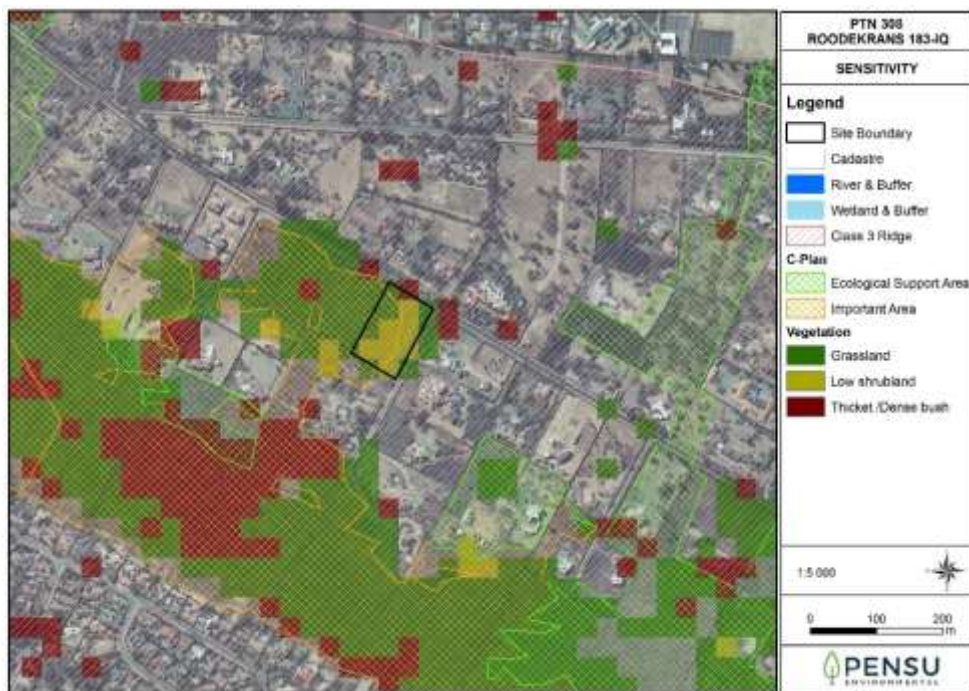 PTN 308
ROODEKRANS 183-IQ
SENSITIVITY
Legend
Site Boundary
Cadastre
River & Buffer
Wetland & Buffer
Class 3 Ridge
C-Plan
Ecological Support Area
Important Area
Vegetation
Grassland
Low shrubland
Thicket /Dense bush
1:5 000
0 100 200
m
PENSU
ENVIRONMENTAL